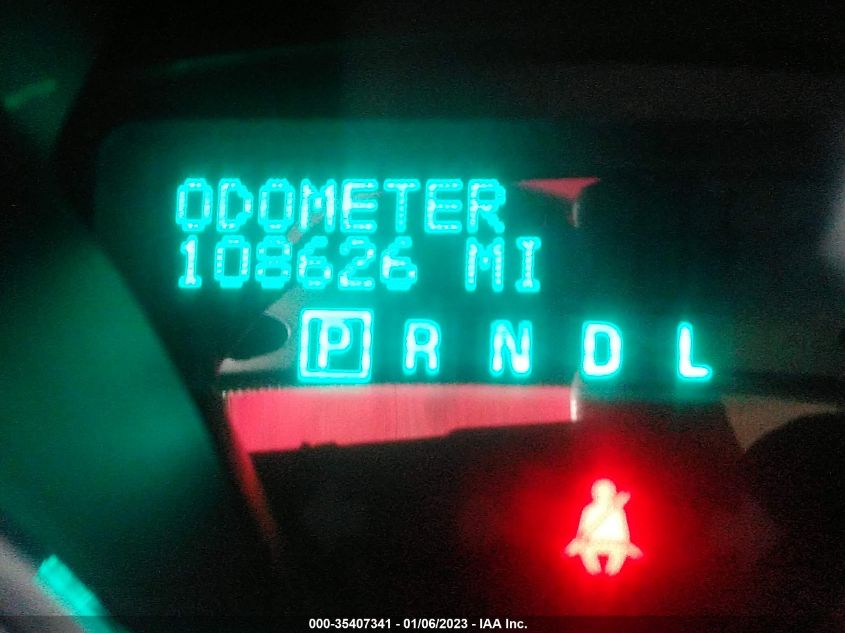 ODOMETER
108626 MI
P R N D L
000-35407341 - 01/06/2023 - IAA Inc.